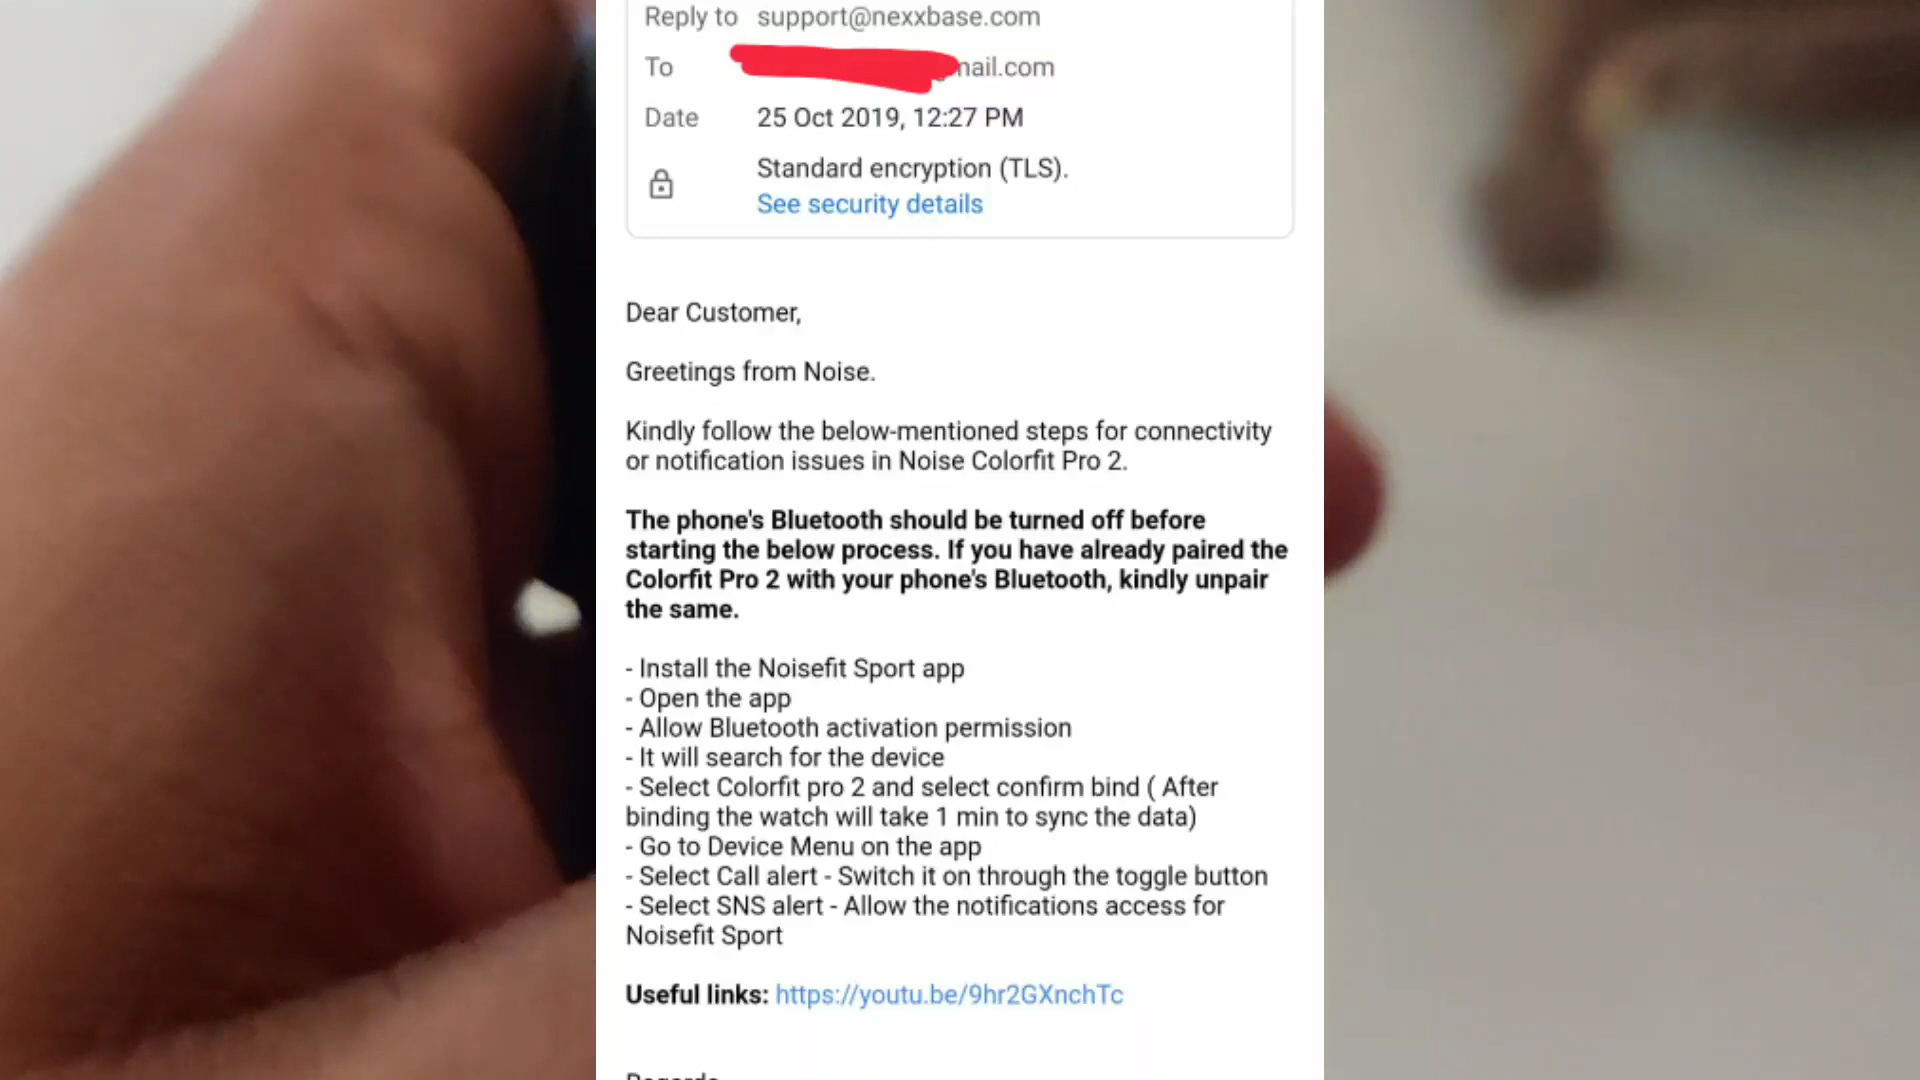 Reply to support@nexxbase.com
To mail.com
Date 25 Oct 2019, 12:27 PM
Standard encryption (TLS).
See security details
Dear Customer,
Greetings from Noise.
Kindly follow the below-mentioned steps for connectivity
or notification issues in Noise Colorfit Pro 2.
The phone's Bluetooth should be turned off before
starting the below process. If you have already paired the
Colorfit Pro 2 with your phone's Bluetooth, kindly unpair
the same.
- Install the Noisefit Sport app
- Open the app
- Allow Bluetooth activation permission
- It will search for the device
- Select Colorfit pro 2 and select confirm bind ( After
binding the watch will take 1 min to sync the data)
- Go to Device Menu on the app
- Select Call alert - Switch it on through the toggle button
- Select SNS alert - Allow the notifications access for
Noisefit Sport
Useful links: https://youtu.be/9hr2GXnchTc